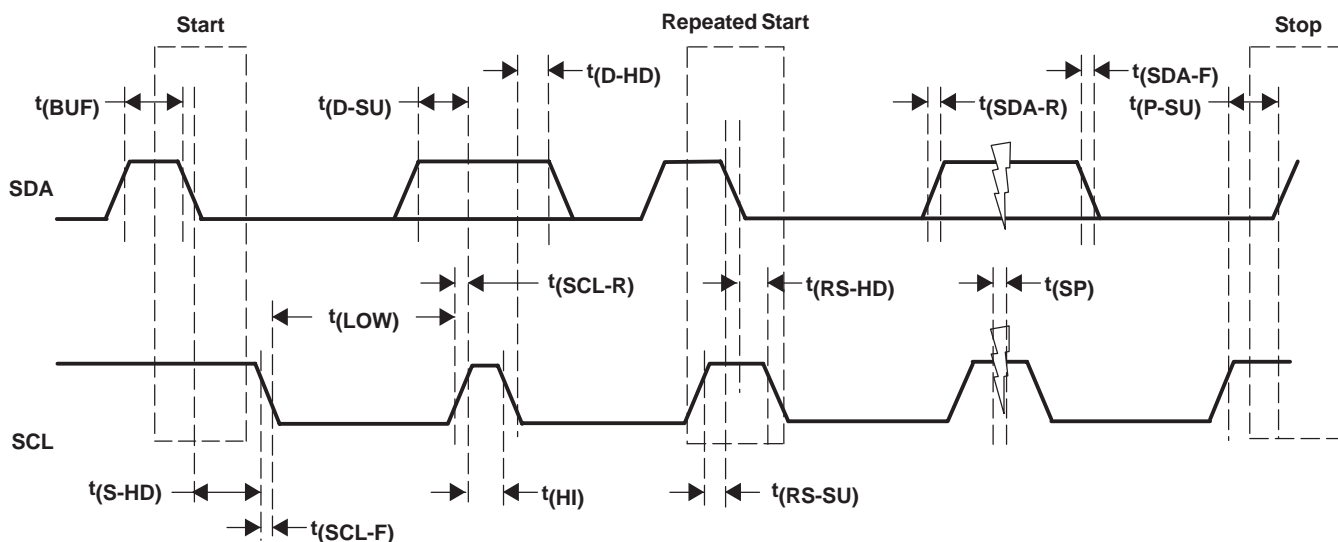 Start
Repeated Start
Stop
t(BUF)
t(D-SU)
t(D-HD)
t(SDA-R)
t(SDA-F)
t(P-SU)
SDA
t(SCL-R)
t(LOW)
t(RS-HD)
t(SP)
SCL
t(S-HD)
t(HI)
t(RS-SU)
t(SCL-F)